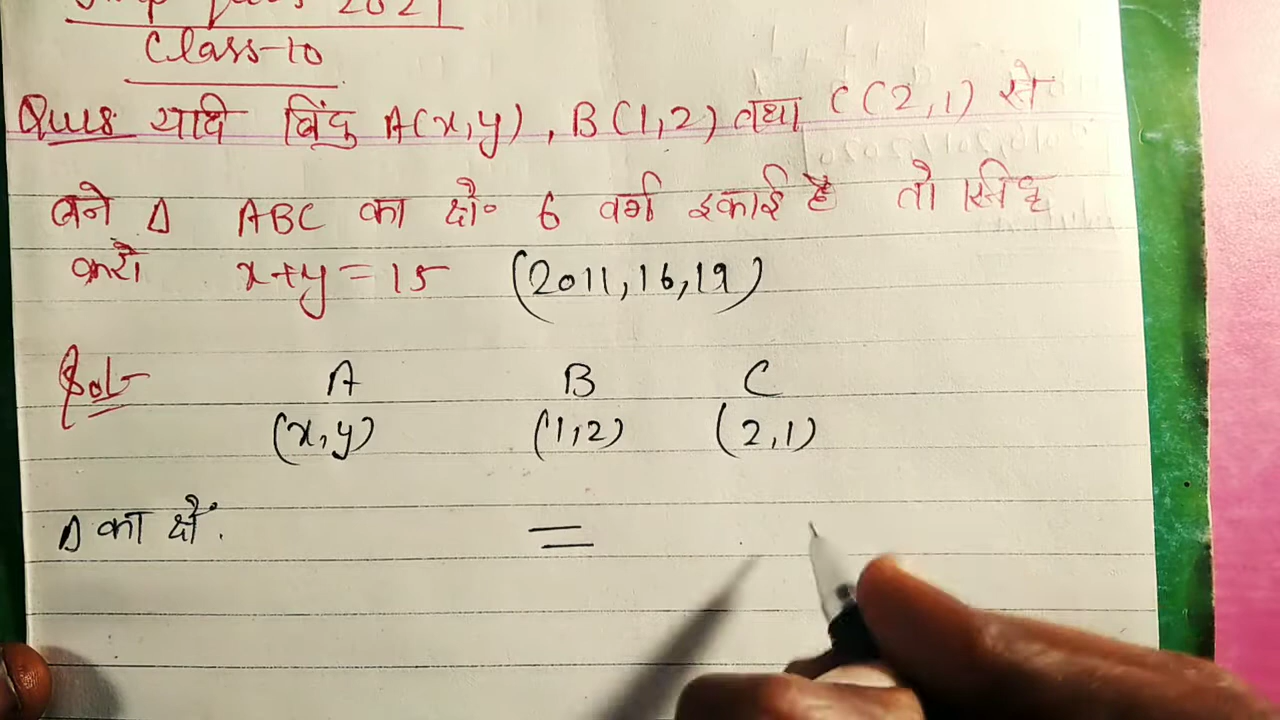 2021
Class-10
Ques यदि बिंदु A(x,y), B(1,2) तथा C(2,1) से
बने Δ ABC का क्षे॰ 6 वर्ग इकाई है तो सिद्ध
करो x+y=15 (2011,16,19)
Sol-
A B C
(x,y) (1,2) (2,1)
Δ का क्षे. =